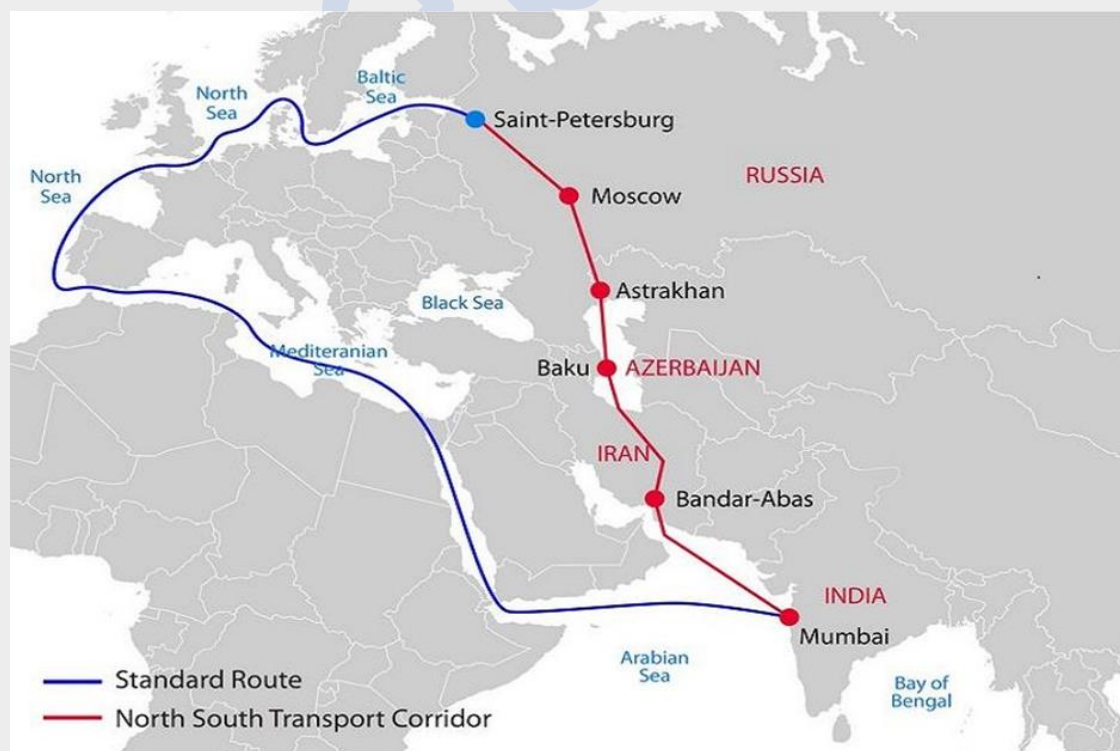 North
Sea
Baltic
Sea
Saint-Petersburg
North
Sea
Moscow
RUSSIA
Astrakhan
Black Sea
Mediteranian
Sea
Baku
AZERBAIJAN
IRAN
Bandar-Abas
INDIA
Mumbai
Arabian
Sea
Bay of
Bengal
Standard Route
North South Transport Corridor